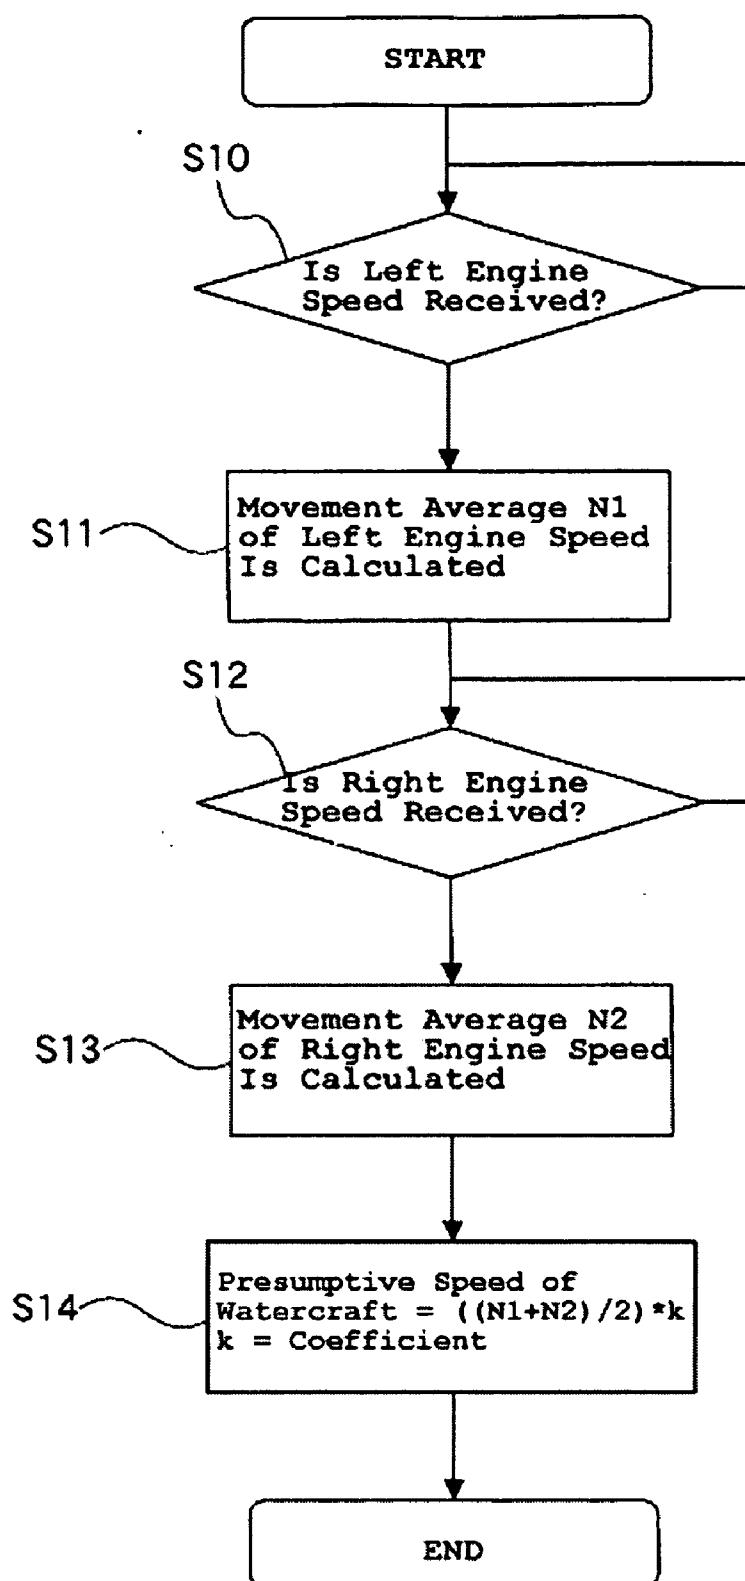 START
S10
Is Left Engine
Speed Received?
S11
Movement Average N1
of Left Engine Speed
Is Calculated
S12
Is Right Engine
Speed Received?
S13
Movement Average N2
of Right Engine Speed
Is Calculated
S14
Presumptive Speed of
Watercraft = ((N1+N2)/2)*k
k = Coefficient
END